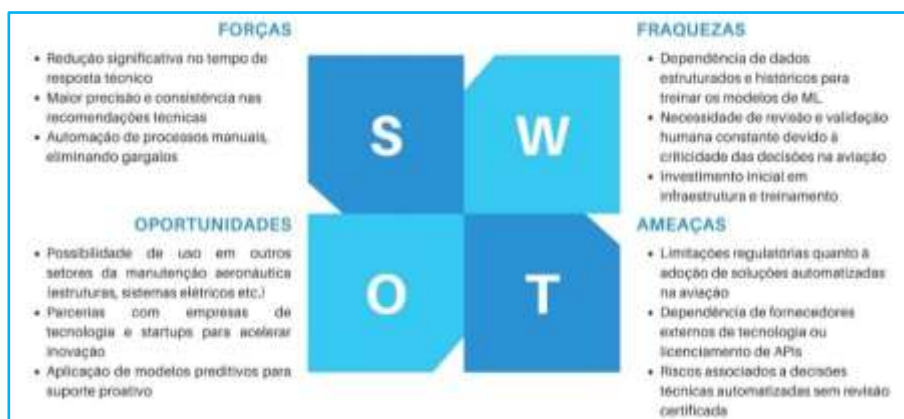 FORÇAS
• Redução significativa no tempo de
resposta técnico
• Maior precisão e consistência nas
recomendações técnicas
• Automação de processos manuais,
eliminando gargalos
FRAQUEZAS
• Dependência de dados
estruturados e históricos para
treinar os modelos de ML
• Necessidade de revisão e validação
humana constante devido à
criticidade das decisões na aviação
• Investimento inicial em
infraestrutura e treinamento
S
W
OPORTUNIDADES
• Possibilidade de uso em outros
setores da manutenção aeronáutica
(estruturas, sistemas elétricos etc.)
• Parcerias com empresas de
tecnologia e startups para acelerar
inovação
• Aplicação de modelos preditivos para
suporte proativo
O
T
AMEAÇAS
• Limitações regulatórias quanto à
adoção de soluções automatizadas
na aviação
• Dependência de fornecedores
externos de tecnologia ou
licenciamento de APIs
• Riscos associados a decisões
técnicas automatizadas sem revisão
certificada